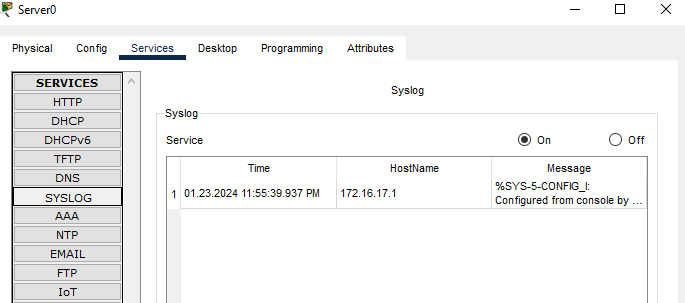 Server0
Physical Config Services Desktop Programming Attributes
SERVICES
HTTP
DHCP
DHCPv6
TFTP
DNS
SYSLOG
AAA
NTP
EMAIL
FTP
IoT
Syslog
Syslog
Service On Off
Time HostName Message
1 01.23.2024 11:55:39.937 PM 172.16.17.1 %SYS-5-CONFIG_I:
Configured from console by ...